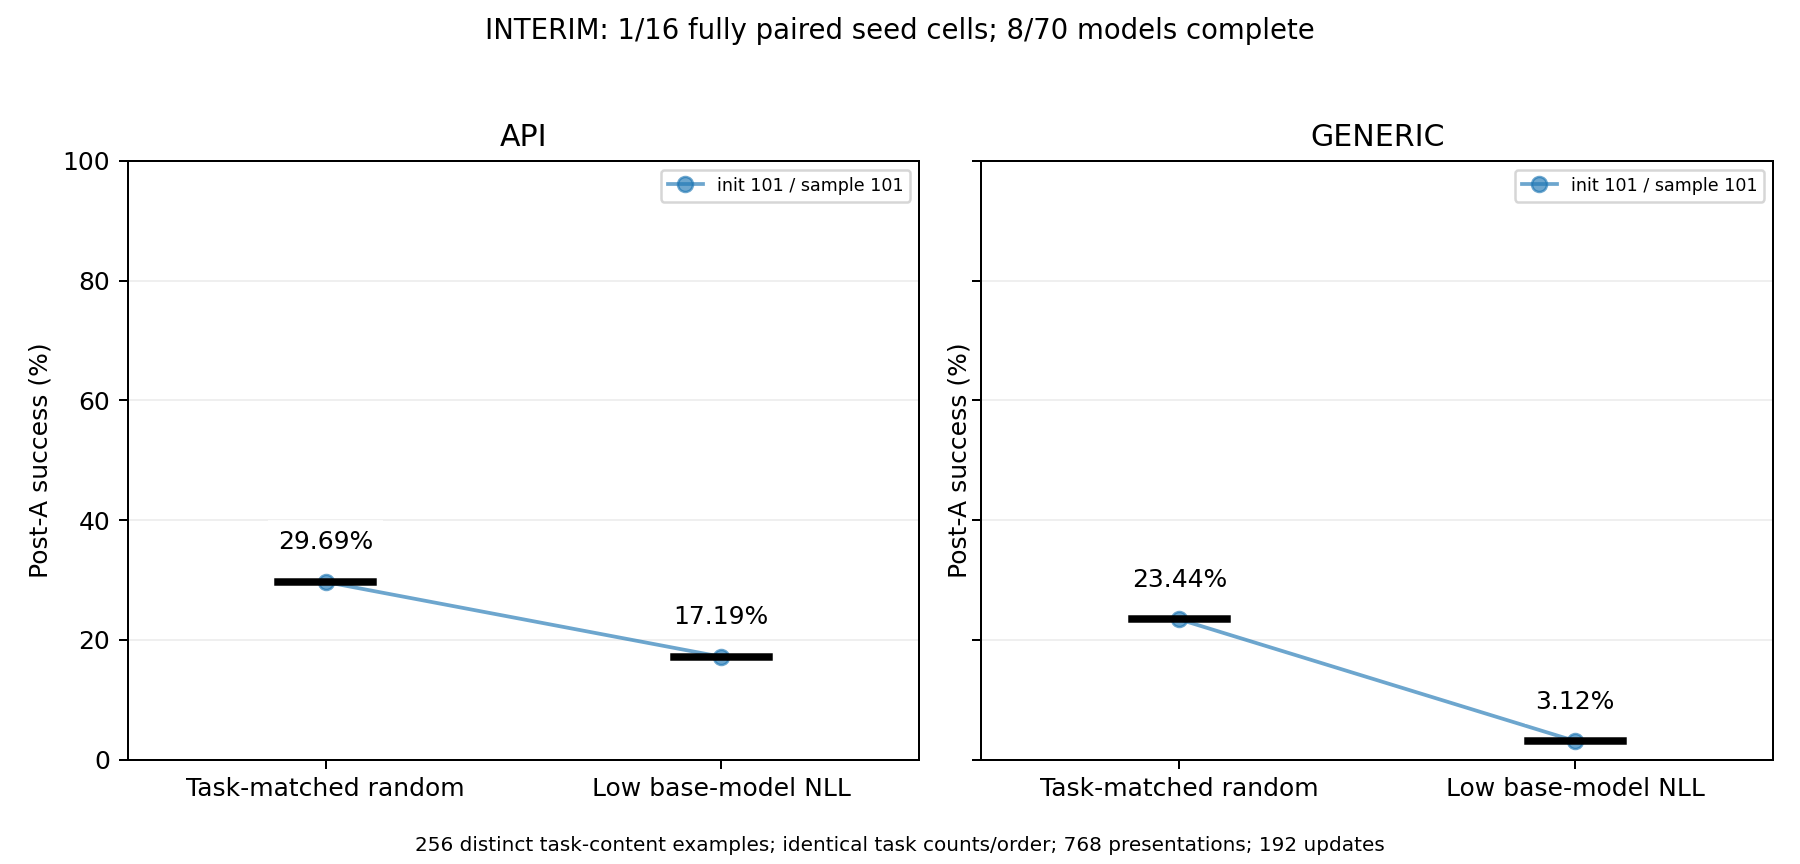 INTERIM: 1/16 fully paired seed cells; 8/70 models complete
API
100
80
60
40
20
0
Post-A success (%)
init 101 / sample 101
29.69%
17.19%
Task-matched random
Low base-model NLL
GENERIC
Post-A success (%)
init 101 / sample 101
23.44%
3.12%
Task-matched random
Low base-model NLL
256 distinct task-content examples; identical task counts/order; 768 presentations; 192 updates